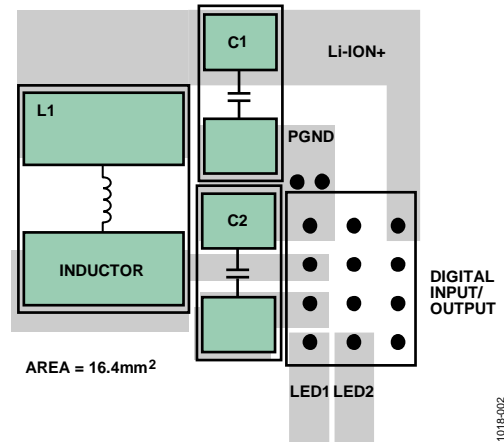 C1
Li-ION+
L1
PGND
C2
INDUCTOR
DIGITAL
INPUT/
OUTPUT
AREA = 16.4mm²
LED1 LED2
1018-002